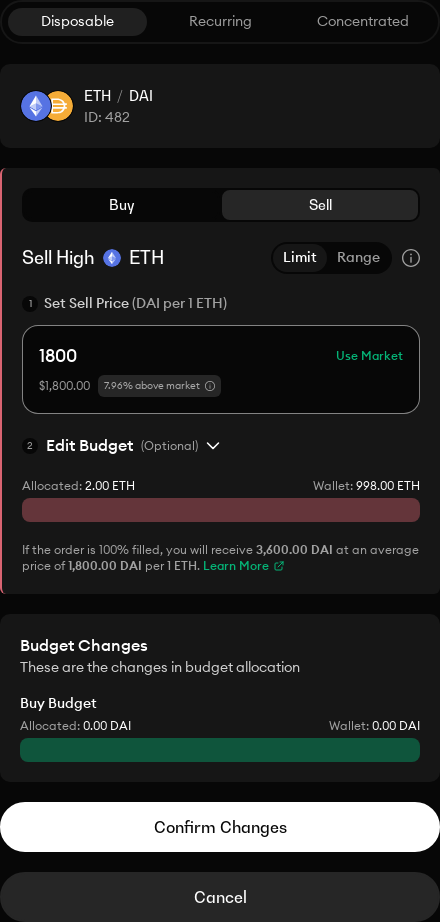 Disposable Recurring Concentrated
ETH / DAI
ID: 482
Buy Sell
Sell High ETH Limit Range
1 Set Sell Price (DAI per 1 ETH)
1800 Use Market
$1,800.00 7.96% above market
2 Edit Budget (Optional)
Allocated: 2.00 ETH Wallet: 998.00 ETH
If the order is 100% filled, you will receive 3,600.00 DAI at an average
price of 1,800.00 DAI per 1 ETH. Learn More
Budget Changes
These are the changes in budget allocation
Buy Budget
Allocated: 0.00 DAI Wallet: 0.00 DAI
Confirm Changes
Cancel